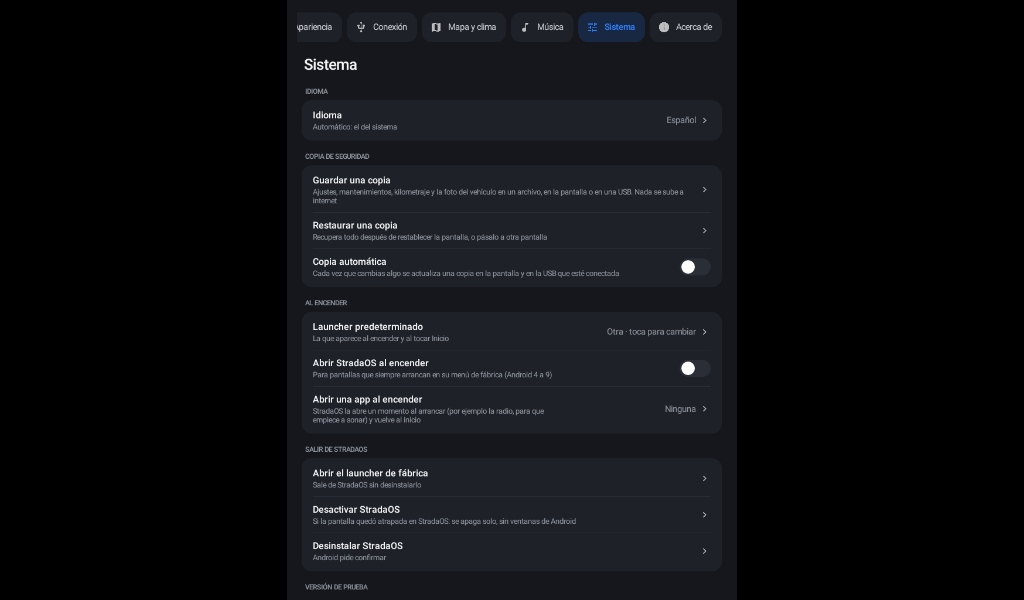 pariencia
Conexión
Mapa y clima
Música
Sistema
Acerca de
Sistema
IDIOMA
Idioma
Automático: el del sistema
Español
COPIA DE SEGURIDAD
Guardar una copia
Ajustes, mantenimientos, kilometraje y la foto del vehículo en un archivo, en la pantalla o en una USB. Nada se sube a
internet
Restaurar una copia
Recupera todo después de restablecer la pantalla, o pásalo a otra pantalla
Copia automática
Cada vez que cambias algo se actualiza una copia en la pantalla y en la USB que esté conectada
AL ENCENDER
Launcher predeterminado
La que aparece al encender y al tocar Inicio
Otra · toca para cambiar
Abrir StradaOS al encender
Para pantallas que siempre arrancan en su menú de fábrica (Android 4 a 9)
Abrir una app al encender
StradaOS la abre un momento al arrancar (por ejemplo la radio, para que
empiece a sonar) y vuelve al inicio
Ninguna
SALIR DE STRADAOS
Abrir el launcher de fábrica
Sale de StradaOS sin desinstalarlo
Desactivar StradaOS
Si la pantalla quedó atrapada en StradaOS: se apaga solo, sin ventanas de Android
Desinstalar StradaOS
Android pide confirmar
VERSIÓN DE PRUEBA